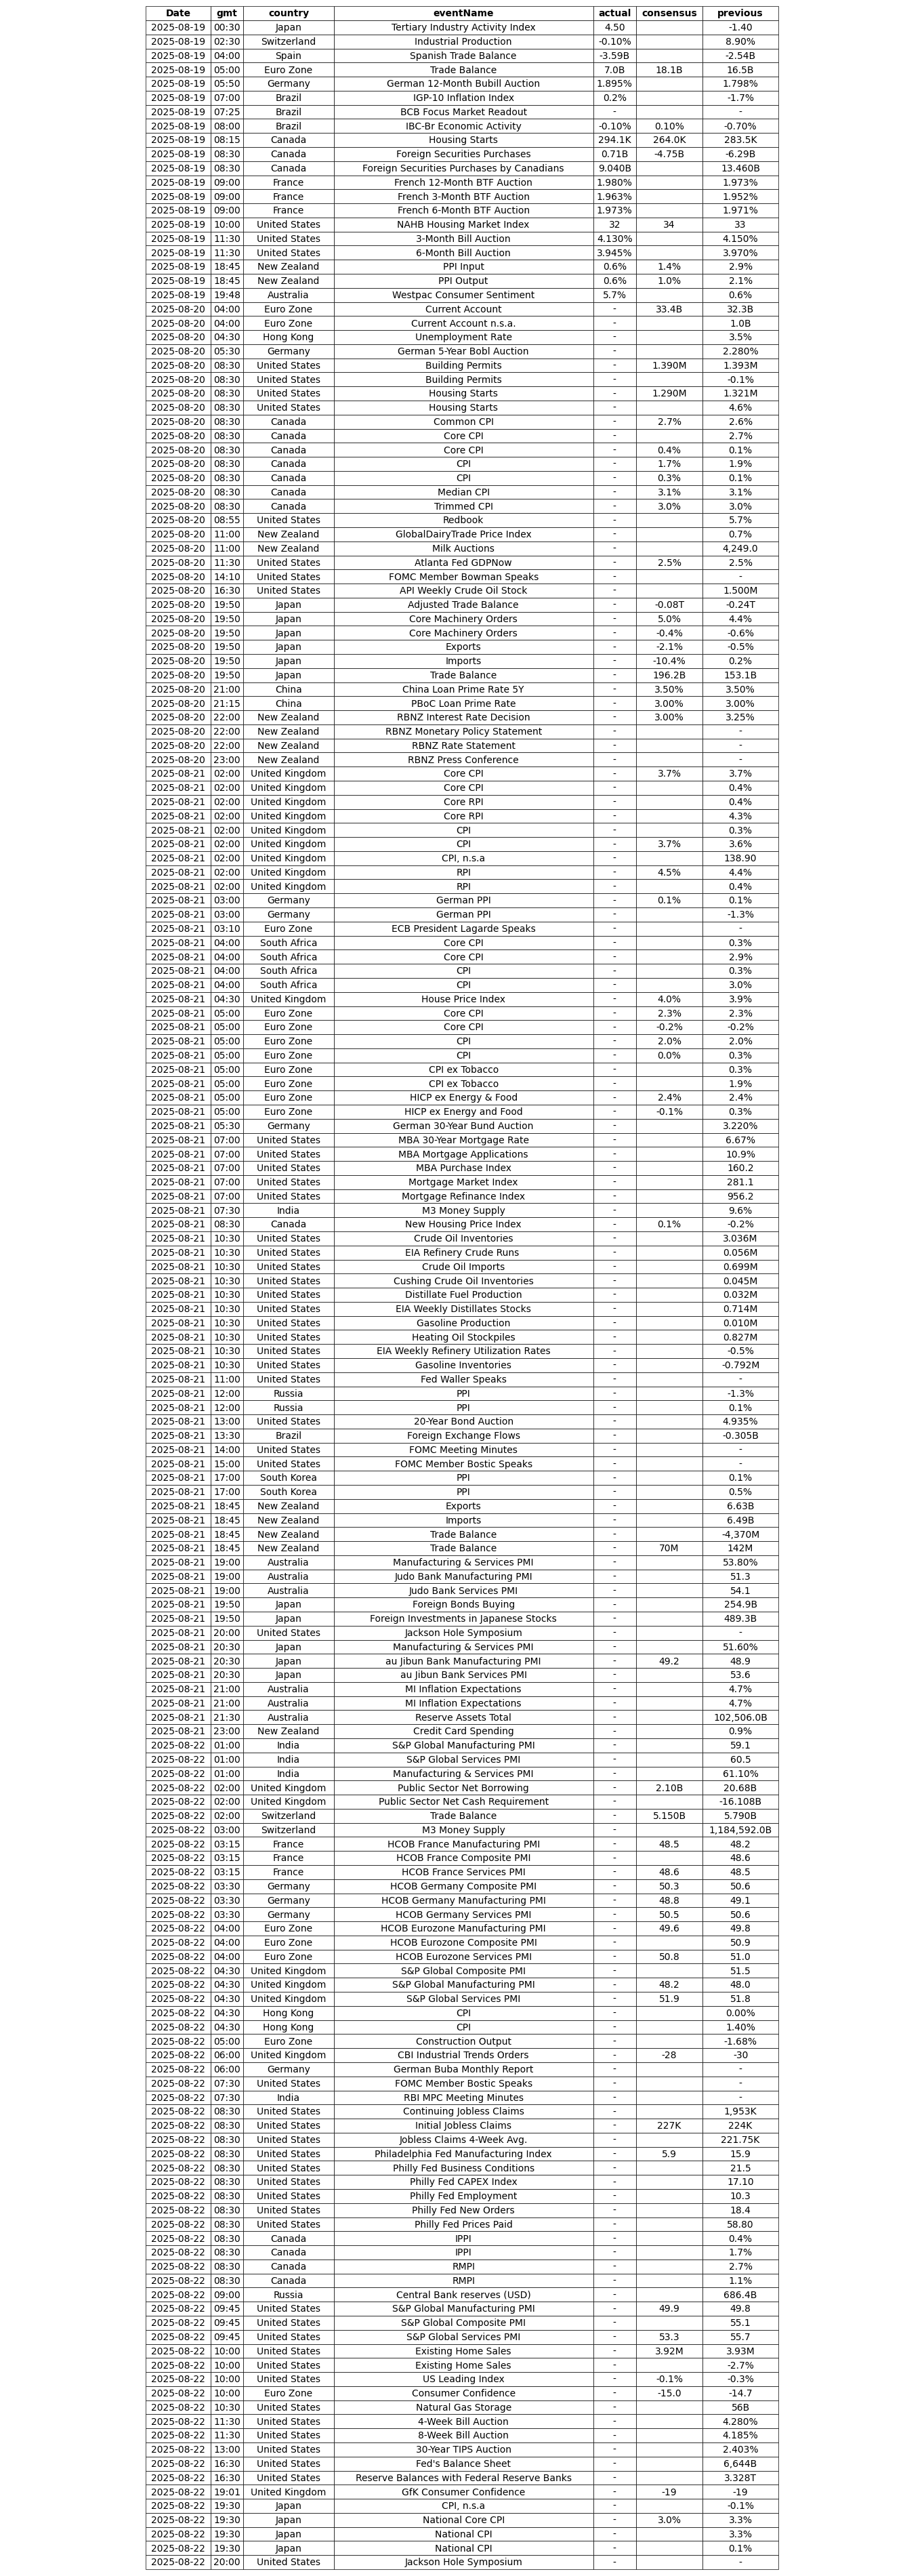 Date gmt country eventName actual consensus previous
2025-08-19 00:30 Japan Tertiary Industry Activity Index 4.50 -1.40
2025-08-19 02:30 Switzerland Industrial Production -0.10% 8.90%
2025-08-19 04:00 Spain Spanish Trade Balance -3.59B -2.54B
2025-08-19 05:00 Euro Zone Trade Balance 7.0B 18.1B 16.5B
2025-08-19 05:50 Germany German 12-Month Bubill Auction 1.895% 1.798%
2025-08-19 07:00 Brazil IGP-10 Inflation Index 0.2% -1.7%
2025-08-19 07:25 Brazil BCB Focus Market Readout - -
2025-08-19 08:00 Brazil IBC-Br Economic Activity -0.10% 0.10% -0.70%
2025-08-19 08:15 Canada Housing Starts 294.1K 264.0K 283.5K
2025-08-19 08:30 Canada Foreign Securities Purchases 0.71B -4.75B -6.29B
2025-08-19 08:30 Canada Foreign Securities Purchases by Canadians 9.040B 13.460B
2025-08-19 09:00 France French 12-Month BTF Auction 1.980% 1.973%
2025-08-19 09:00 France French 3-Month BTF Auction 1.963% 1.952%
2025-08-19 09:00 France French 6-Month BTF Auction 1.973% 1.971%
2025-08-19 10:00 United States NAHB Housing Market Index 32 34 33
2025-08-19 11:30 United States 3-Month Bill Auction 4.130% 4.150%
2025-08-19 11:30 United States 6-Month Bill Auction 3.945% 3.970%
2025-08-19 18:45 New Zealand PPI Input 0.6% 1.4% 2.9%
2025-08-19 18:45 New Zealand PPI Output 0.6% 1.0% 2.1%
2025-08-19 19:48 Australia Westpac Consumer Sentiment 5.7% 0.6%
2025-08-20 04:00 Euro Zone Current Account - 33.4B 32.3B
2025-08-20 04:00 Euro Zone Current Account n.s.a. - 1.0B
2025-08-20 04:30 Hong Kong Unemployment Rate - 3.5%
2025-08-20 05:30 Germany German 5-Year Bobl Auction - 2.280%
2025-08-20 08:30 United States Building Permits - 1.390M 1.393M
2025-08-20 08:30 United States Building Permits - -0.1%
2025-08-20 08:30 United States Housing Starts - 1.290M 1.321M
2025-08-20 08:30 United States Housing Starts - 4.6%
2025-08-20 08:30 Canada Common CPI - 2.7% 2.6%
2025-08-20 08:30 Canada Core CPI - 2.7%
2025-08-20 08:30 Canada Core CPI - 0.4% 0.1%
2025-08-20 08:30 Canada CPI - 1.7% 1.9%
2025-08-20 08:30 Canada CPI - 0.3% 0.1%
2025-08-20 08:30 Canada Median CPI - 3.1% 3.1%
2025-08-20 08:30 Canada Trimmed CPI - 3.0% 3.0%
2025-08-20 08:55 United States Redbook - 5.7%
2025-08-20 11:00 New Zealand GlobalDairyTrade Price Index - 0.7%
2025-08-20 11:00 New Zealand Milk Auctions - 4,249.0
2025-08-20 11:30 United States Atlanta Fed GDPNow - 2.5% 2.5%
2025-08-20 14:10 United States FOMC Member Bowman Speaks - -
2025-08-20 16:30 United States API Weekly Crude Oil Stock - 1.500M
2025-08-20 19:50 Japan Adjusted Trade Balance - -0.08T -0.24T
2025-08-20 19:50 Japan Core Machinery Orders - 5.0% 4.4%
2025-08-20 19:50 Japan Core Machinery Orders - -0.4% -0.6%
2025-08-20 19:50 Japan Exports - -2.1% -0.5%
2025-08-20 19:50 Japan Imports - -10.4% 0.2%
2025-08-20 19:50 Japan Trade Balance - 196.2B 153.1B
2025-08-20 21:00 China China Loan Prime Rate 5Y - 3.50% 3.50%
2025-08-20 21:15 China PBoC Loan Prime Rate - 3.00% 3.00%
2025-08-20 22:00 New Zealand RBNZ Interest Rate Decision - 3.00% 3.25%
2025-08-20 22:00 New Zealand RBNZ Monetary Policy Statement - -
2025-08-20 22:00 New Zealand RBNZ Rate Statement - -
2025-08-20 23:00 New Zealand RBNZ Press Conference - -
2025-08-21 02:00 United Kingdom Core CPI - 3.7% 3.7%
2025-08-21 02:00 United Kingdom Core CPI - 0.4%
2025-08-21 02:00 United Kingdom Core RPI - 0.4%
2025-08-21 02:00 United Kingdom Core RPI - 4.3%
2025-08-21 02:00 United Kingdom CPI - 0.3%
2025-08-21 02:00 United Kingdom CPI - 3.7% 3.6%
2025-08-21 02:00 United Kingdom CPI, n.s.a - 138.90
2025-08-21 02:00 United Kingdom RPI - 4.5% 4.4%
2025-08-21 02:00 United Kingdom RPI - 0.4%
2025-08-21 03:00 Germany German PPI - 0.1% 0.1%
2025-08-21 03:00 Germany German PPI - -1.3%
2025-08-21 03:10 Euro Zone ECB President Lagarde Speaks - -
2025-08-21 04:00 South Africa Core CPI - 0.3%
2025-08-21 04:00 South Africa Core CPI - 2.9%
2025-08-21 04:00 South Africa CPI - 0.3%
2025-08-21 04:00 South Africa CPI - 3.0%
2025-08-21 04:30 United Kingdom House Price Index - 4.0% 3.9%
2025-08-21 05:00 Euro Zone Core CPI - 2.3% 2.3%
2025-08-21 05:00 Euro Zone Core CPI - -0.2% -0.2%
2025-08-21 05:00 Euro Zone CPI - 2.0% 2.0%
2025-08-21 05:00 Euro Zone CPI - 0.0% 0.3%
2025-08-21 05:00 Euro Zone CPI ex Tobacco - 0.3%
2025-08-21 05:00 Euro Zone CPI ex Tobacco - 1.9%
2025-08-21 05:00 Euro Zone HICP ex Energy & Food - 2.4% 2.4%
2025-08-21 05:00 Euro Zone HICP ex Energy and Food - -0.1% 0.3%
2025-08-21 05:30 Germany German 30-Year Bund Auction - 3.220%
2025-08-21 07:00 United States MBA 30-Year Mortgage Rate - 6.67%
2025-08-21 07:00 United States MBA Mortgage Applications - 10.9%
2025-08-21 07:00 United States MBA Purchase Index - 160.2
2025-08-21 07:00 United States Mortgage Market Index - 281.1
2025-08-21 07:00 United States Mortgage Refinance Index - 956.2
2025-08-21 07:30 India M3 Money Supply - 9.6%
2025-08-21 08:30 Canada New Housing Price Index - 0.1% -0.2%
2025-08-21 10:30 United States Crude Oil Inventories - 3.036M
2025-08-21 10:30 United States EIA Refinery Crude Runs - 0.056M
2025-08-21 10:30 United States Crude Oil Imports - 0.699M
2025-08-21 10:30 United States Cushing Crude Oil Inventories - 0.045M
2025-08-21 10:30 United States Distillate Fuel Production - 0.032M
2025-08-21 10:30 United States EIA Weekly Distillates Stocks - 0.714M
2025-08-21 10:30 United States Gasoline Production - 0.010M
2025-08-21 10:30 United States Heating Oil Stockpiles - 0.827M
2025-08-21 10:30 United States EIA Weekly Refinery Utilization Rates - -0.5%
2025-08-21 10:30 United States Gasoline Inventories - -0.792M
2025-08-21 11:00 United States Fed Waller Speaks - -
2025-08-21 12:00 Russia PPI - -1.3%
2025-08-21 12:00 Russia PPI - 0.1%
2025-08-21 13:00 United States 20-Year Bond Auction - 4.935%
2025-08-21 13:30 Brazil Foreign Exchange Flows - -0.305B
2025-08-21 14:00 United States FOMC Meeting Minutes - -
2025-08-21 15:00 United States FOMC Member Bostic Speaks - -
2025-08-21 17:00 South Korea PPI - 0.1%
2025-08-21 17:00 South Korea PPI - 0.5%
2025-08-21 18:45 New Zealand Exports - 6.63B
2025-08-21 18:45 New Zealand Imports - 6.49B
2025-08-21 18:45 New Zealand Trade Balance - -4,370M
2025-08-21 18:45 New Zealand Trade Balance - 70M 142M
2025-08-21 19:00 Australia Manufacturing & Services PMI - 53.80%
2025-08-21 19:00 Australia Judo Bank Manufacturing PMI - 51.3
2025-08-21 19:00 Australia Judo Bank Services PMI - 54.1
2025-08-21 19:50 Japan Foreign Bonds Buying - 254.9B
2025-08-21 19:50 Japan Foreign Investments in Japanese Stocks - 489.3B
2025-08-21 20:00 United States Jackson Hole Symposium - -
2025-08-21 20:30 Japan Manufacturing & Services PMI - 51.60%
2025-08-21 20:30 Japan au Jibun Bank Manufacturing PMI - 49.2 48.9
2025-08-21 20:30 Japan au Jibun Bank Services PMI - 53.6
2025-08-21 21:00 Australia MI Inflation Expectations - 4.7%
2025-08-21 21:00 Australia MI Inflation Expectations - 4.7%
2025-08-21 21:30 Australia Reserve Assets Total - 102,506.0B
2025-08-21 23:00 New Zealand Credit Card Spending - 0.9%
2025-08-22 01:00 India S&P Global Manufacturing PMI - 59.1
2025-08-22 01:00 India S&P Global Services PMI - 60.5
2025-08-22 01:00 India Manufacturing & Services PMI - 61.10%
2025-08-22 02:00 United Kingdom Public Sector Net Borrowing - 2.10B 20.68B
2025-08-22 02:00 United Kingdom Public Sector Net Cash Requirement - -16.108B
2025-08-22 02:00 Switzerland Trade Balance - 5.150B 5.790B
2025-08-22 03:00 Switzerland M3 Money Supply - 1,184,592.0B
2025-08-22 03:15 France HCOB France Manufacturing PMI - 48.5 48.2
2025-08-22 03:15 France HCOB France Composite PMI - 48.6
2025-08-22 03:15 France HCOB France Services PMI - 48.6 48.5
2025-08-22 03:30 Germany HCOB Germany Composite PMI - 50.3 50.6
2025-08-22 03:30 Germany HCOB Germany Manufacturing PMI - 48.8 49.1
2025-08-22 03:30 Germany HCOB Germany Services PMI - 50.5 50.6
2025-08-22 04:00 Euro Zone HCOB Eurozone Manufacturing PMI - 49.6 49.8
2025-08-22 04:00 Euro Zone HCOB Eurozone Composite PMI - 50.9
2025-08-22 04:00 Euro Zone HCOB Eurozone Services PMI - 50.8 51.0
2025-08-22 04:30 United Kingdom S&P Global Composite PMI - 51.5
2025-08-22 04:30 United Kingdom S&P Global Manufacturing PMI - 48.2 48.0
2025-08-22 04:30 United Kingdom S&P Global Services PMI - 51.9 51.8
2025-08-22 04:30 Hong Kong CPI - 0.00%
2025-08-22 04:30 Hong Kong CPI - 1.40%
2025-08-22 05:00 Euro Zone Construction Output - -1.68%
2025-08-22 06:00 United Kingdom CBI Industrial Trends Orders - -28 -30
2025-08-22 06:00 Germany German Buba Monthly Report - -
2025-08-22 07:30 United States FOMC Member Bostic Speaks - -
2025-08-22 07:30 India RBI MPC Meeting Minutes - -
2025-08-22 08:30 United States Continuing Jobless Claims - 1,953K
2025-08-22 08:30 United States Initial Jobless Claims - 227K 224K
2025-08-22 08:30 United States Jobless Claims 4-Week Avg. - 221.75K
2025-08-22 08:30 United States Philadelphia Fed Manufacturing Index - 5.9 15.9
2025-08-22 08:30 United States Philly Fed Business Conditions - 21.5
2025-08-22 08:30 United States Philly Fed CAPEX Index - 17.10
2025-08-22 08:30 United States Philly Fed Employment - 10.3
2025-08-22 08:30 United States Philly Fed New Orders - 18.4
2025-08-22 08:30 United States Philly Fed Prices Paid - 58.80
2025-08-22 08:30 Canada IPPI - 0.4%
2025-08-22 08:30 Canada IPPI - 1.7%
2025-08-22 08:30 Canada RMPI - 2.7%
2025-08-22 08:30 Canada RMPI - 1.1%
2025-08-22 09:00 Russia Central Bank reserves (USD) - 686.4B
2025-08-22 09:45 United States S&P Global Manufacturing PMI - 49.9 49.8
2025-08-22 09:45 United States S&P Global Composite PMI - 55.1
2025-08-22 09:45 United States S&P Global Services PMI - 53.3 55.7
2025-08-22 10:00 United States Existing Home Sales - 3.92M 3.93M
2025-08-22 10:00 United States Existing Home Sales - -2.7%
2025-08-22 10:00 United States US Leading Index - -0.1% -0.3%
2025-08-22 10:00 Euro Zone Consumer Confidence - -15.0 -14.7
2025-08-22 10:30 United States Natural Gas Storage - 56B
2025-08-22 11:30 United States 4-Week Bill Auction - 4.280%
2025-08-22 11:30 United States 8-Week Bill Auction - 4.185%
2025-08-22 13:00 United States 30-Year TIPS Auction - 2.403%
2025-08-22 16:30 United States Fed's Balance Sheet - 6,644B
2025-08-22 16:30 United States Reserve Balances with Federal Reserve Banks - 3.328T
2025-08-22 19:01 United Kingdom GfK Consumer Confidence - -19 -19
2025-08-22 19:30 Japan CPI, n.s.a - -0.1%
2025-08-22 19:30 Japan National Core CPI - 3.0% 3.3%
2025-08-22 19:30 Japan National CPI - 3.3%
2025-08-22 19:30 Japan National CPI - 0.1%
2025-08-22 20:00 United States Jackson Hole Symposium - -